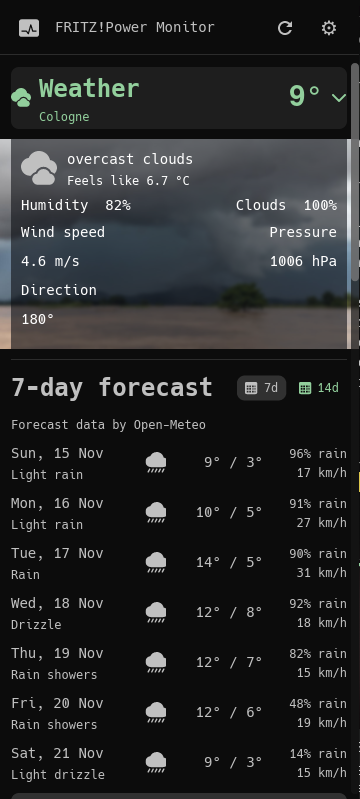 FRITZ!Power Monitor
Weather 9°
Cologne
overcast clouds
Feels like 6.7 °C
Humidity 82% Clouds 100%
Wind speed Pressure
4.6 m/s 1006 hPa
Direction
180°
7-day forecast 7d 14d
Forecast data by Open-Meteo
Sun, 15 Nov 9° / 3° 96% rain
Light rain 17 km/h
Mon, 16 Nov 10° / 5° 91% rain
Light rain 27 km/h
Tue, 17 Nov 14° / 5° 90% rain
Rain 31 km/h
Wed, 18 Nov 12° / 8° 92% rain
Drizzle 18 km/h
Thu, 19 Nov 12° / 7° 82% rain
Rain showers 15 km/h
Fri, 20 Nov 12° / 6° 48% rain
Rain showers 19 km/h
Sat, 21 Nov 9° / 3° 14% rain
Light drizzle 15 km/h